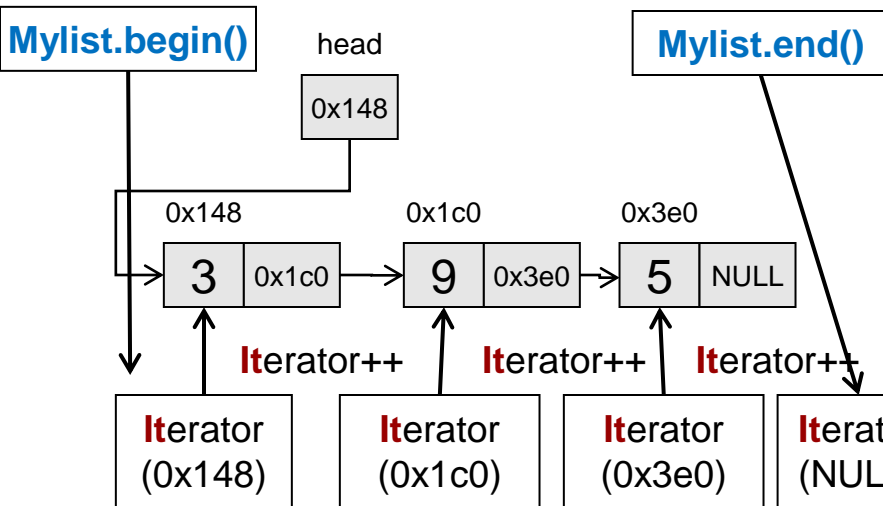 Mylist.begin()
head
Mylist.end()
0x148
0x148
0x1c0
0x3e0
3 0x1c0
9 0x3e0
5 NULL
Iterator++
Iterator++
Iterator++
Iterator
(0x148)
Iterator
(0x1c0)
Iterator
(0x3e0)